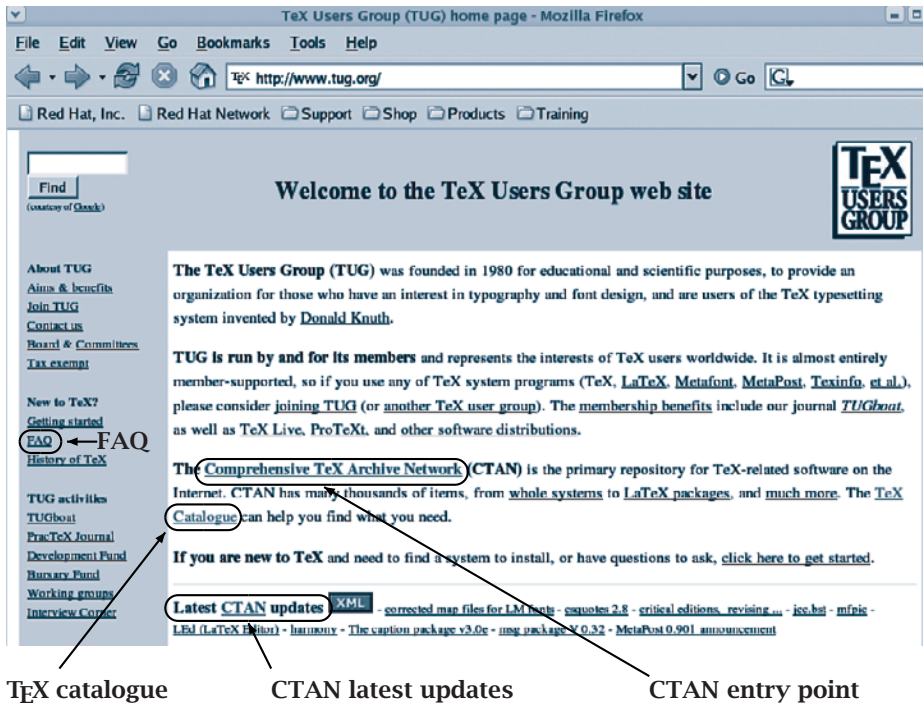 TeX Users Group (TUG) home page - Mozilla Firefox
File Edit View Go Bookmarks Tools Help
TEX http://www.tug.org/ Go G
Red Hat, Inc. Red Hat Network Support Shop Products Training
Find
(courtesy of Google)
Welcome to the TeX Users Group web site
TEX
USERS
GROUP
About TUG
Aims & benefits
Join TUG
Contact us
Board & Committees
Tax exempt
New to TeX?
Getting started
FAQ
FAQ
History of TeX
TUG activities
TUGboat
PracTeX Journal
Development Fund
Bursary Fund
Working groups
Interview Corner
The TeX Users Group (TUG) was founded in 1980 for educational and scientific purposes, to provide an
organization for those who have an interest in typography and font design, and are users of the TeX typesetting
system invented by Donald Knuth.
TUG is run by and for its members and represents the interests of TeX users worldwide. It is almost entirely
member-supported, so if you use any of TeX system programs (TeX, LaTeX, Metafont, MetaPost, Texinfo, et al.),
please consider joining TUG (or another TeX user group). The membership benefits include our journal TUGboat,
as well as TeX Live, ProTeXt, and other software distributions.
The Comprehensive TeX Archive Network (CTAN) is the primary repository for TeX-related software on the
Internet. CTAN has many thousands of items, from whole systems to LaTeX packages, and much more. The TeX
Catalogue can help you find what you need.
If you are new to TeX and need to find a system to install, or have questions to ask, click here to get started.
Latest CTAN updates XML - corrected map files for LM fonts - csquotes 2.8 - critical editions, revising ... - jcc.bst - mfpic -
LEd (LaTeX Editor) - harmony - The caption package v3.0e - msg package V 0.32 - MetaPost 0.901 announcement
TEX catalogue
CTAN latest updates
CTAN entry point